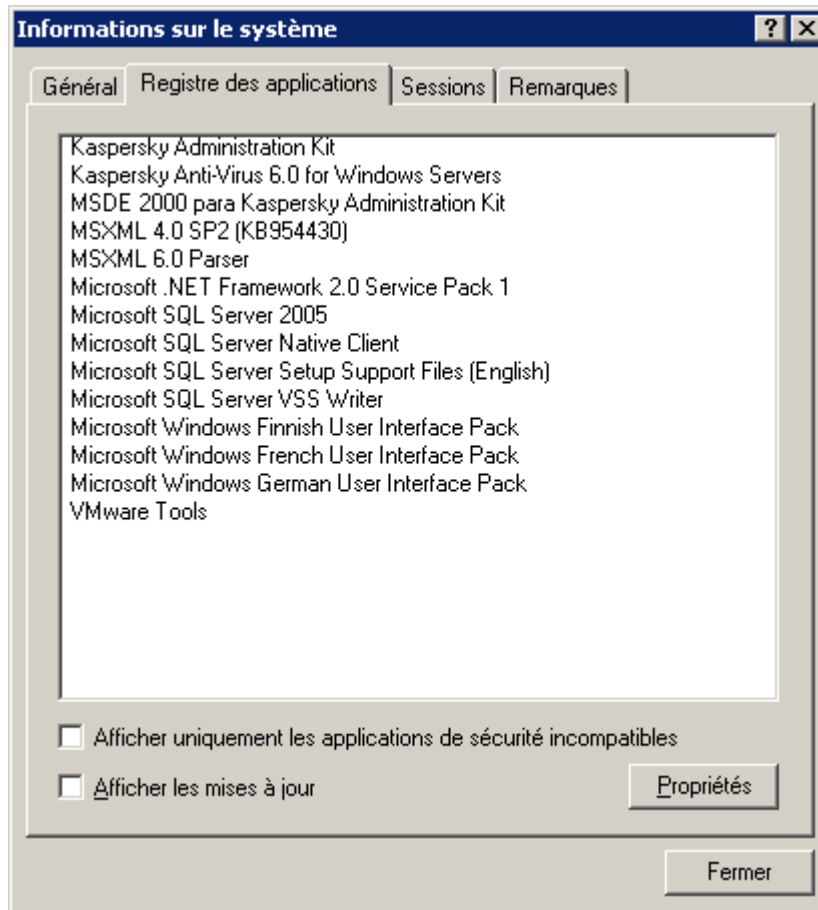 Informations sur le système
Général Registre des applications Sessions Remarques
Kaspersky Administration Kit
Kaspersky Anti-Virus 6.0 for Windows Servers
MSDE 2000 para Kaspersky Administration Kit
MSXML 4.0 SP2 (KB954430)
MSXML 6.0 Parser
Microsoft .NET Framework 2.0 Service Pack 1
Microsoft SQL Server 2005
Microsoft SQL Server Native Client
Microsoft SQL Server Setup Support Files (English)
Microsoft SQL Server VSS Writer
Microsoft Windows Finnish User Interface Pack
Microsoft Windows French User Interface Pack
Microsoft Windows German User Interface Pack
VMware Tools
Afficher uniquement les applications de sécurité incompatibles
Afficher les mises à jour Propriétés
Fermer